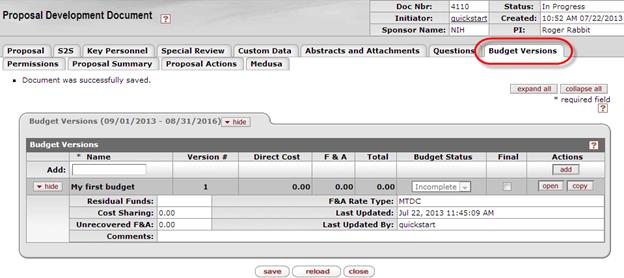 Proposal Development Document
Doc Nbr: 4110 Status: In Progress
Initiator: quickstart Created: 10:52 AM 07/22/2013
Sponsor Name: NIH PI: Roger Rabbit
Proposal S2S Key Personnel Special Review Custom Data Abstracts and Attachments Questions Budget Versions
Permissions Proposal Summary Proposal Actions Medusa
Document was successfully saved.
expand all collapse all
* required field
?
Budget Versions (09/01/2013 - 08/31/2016) hide
Budget Versions ?
* Name Version # Direct Cost F & A Total Budget Status Final Actions
Add: add
hide My first budget 1 0.00 0.00 0.00 Incomplete open copy
Residual Funds: F&A Rate Type: MTDC
Cost Sharing: 0.00 Last Updated: Jul 22, 2013 11:45:09 AM
Unrecovered F&A: 0.00 Last Updated By: quickstart
Comments:
save reload close